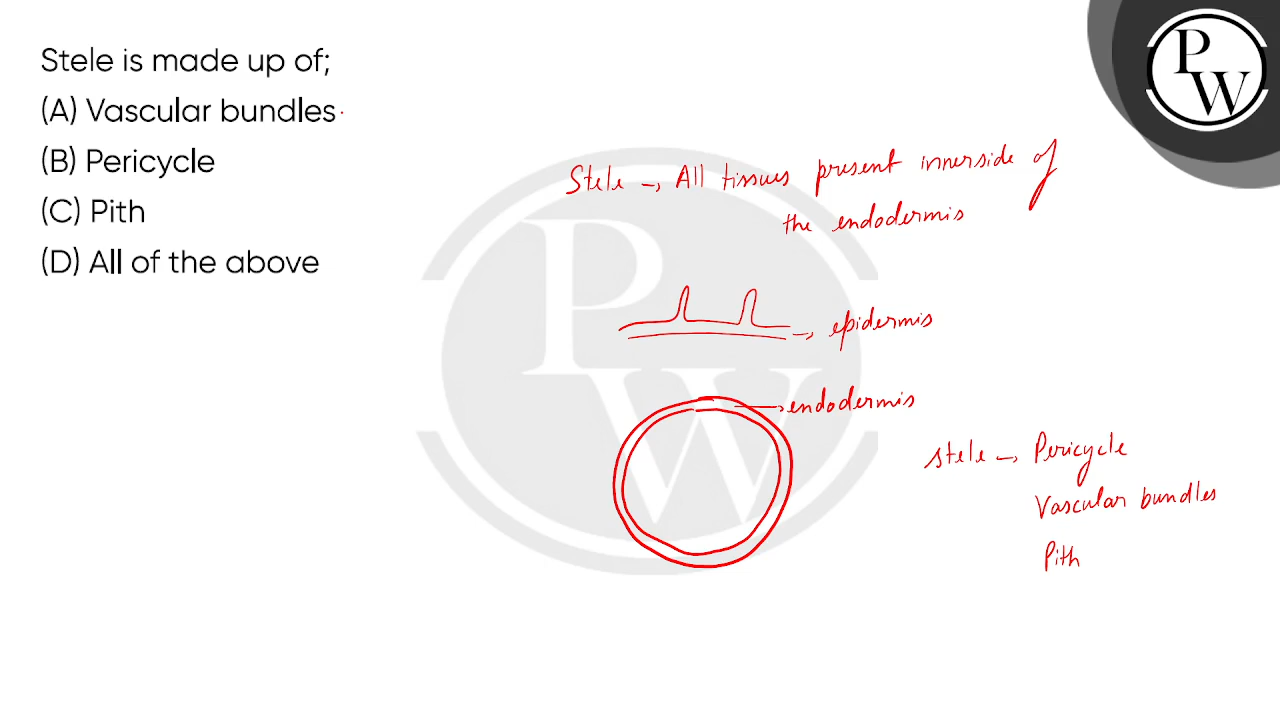 Stele is made up of;
(A) Vascular bundles
(B) Pericycle
(C) Pith
(D) All of the above
PW
Stele → All tissues present innerside of
the endodermis
→ epidermis
→ endodermis
stele → Pericycle
Vascular bundles
Pith
PW